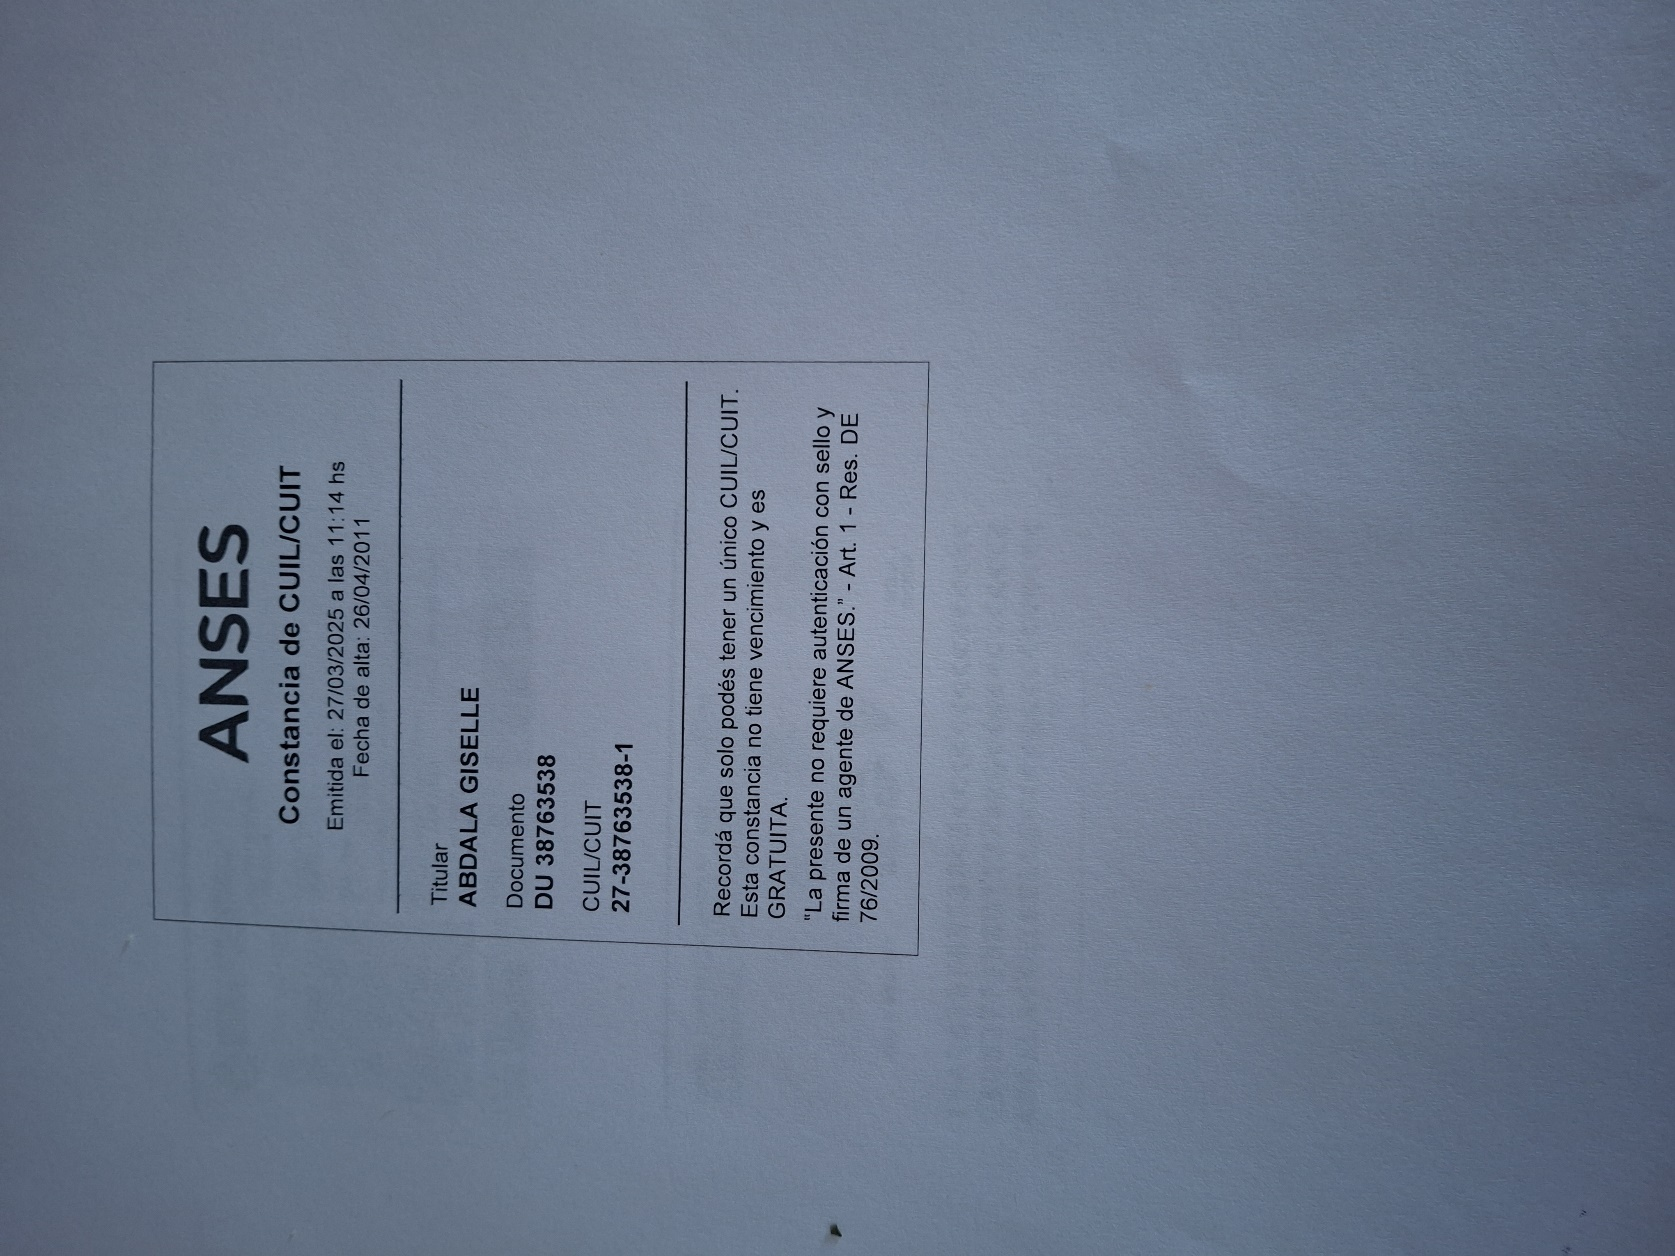 ANSES
Constancia de CUIL/CUIT
Emitida el: 27/03/2025 a las 11:14 hs
Fecha de alta: 26/04/2011
Titular
ABDALA GISELLE
Documento
DU 38763538
CUIL/CUIT
27-38763538-1
Recordá que solo podés tener un único CUIL/CUIT.
Esta constancia no tiene vencimiento y es
GRATUITA.
"La presente no requiere autenticación con sello y
firma de un agente de ANSES.” - Art. 1 - Res. DE
76/2009.